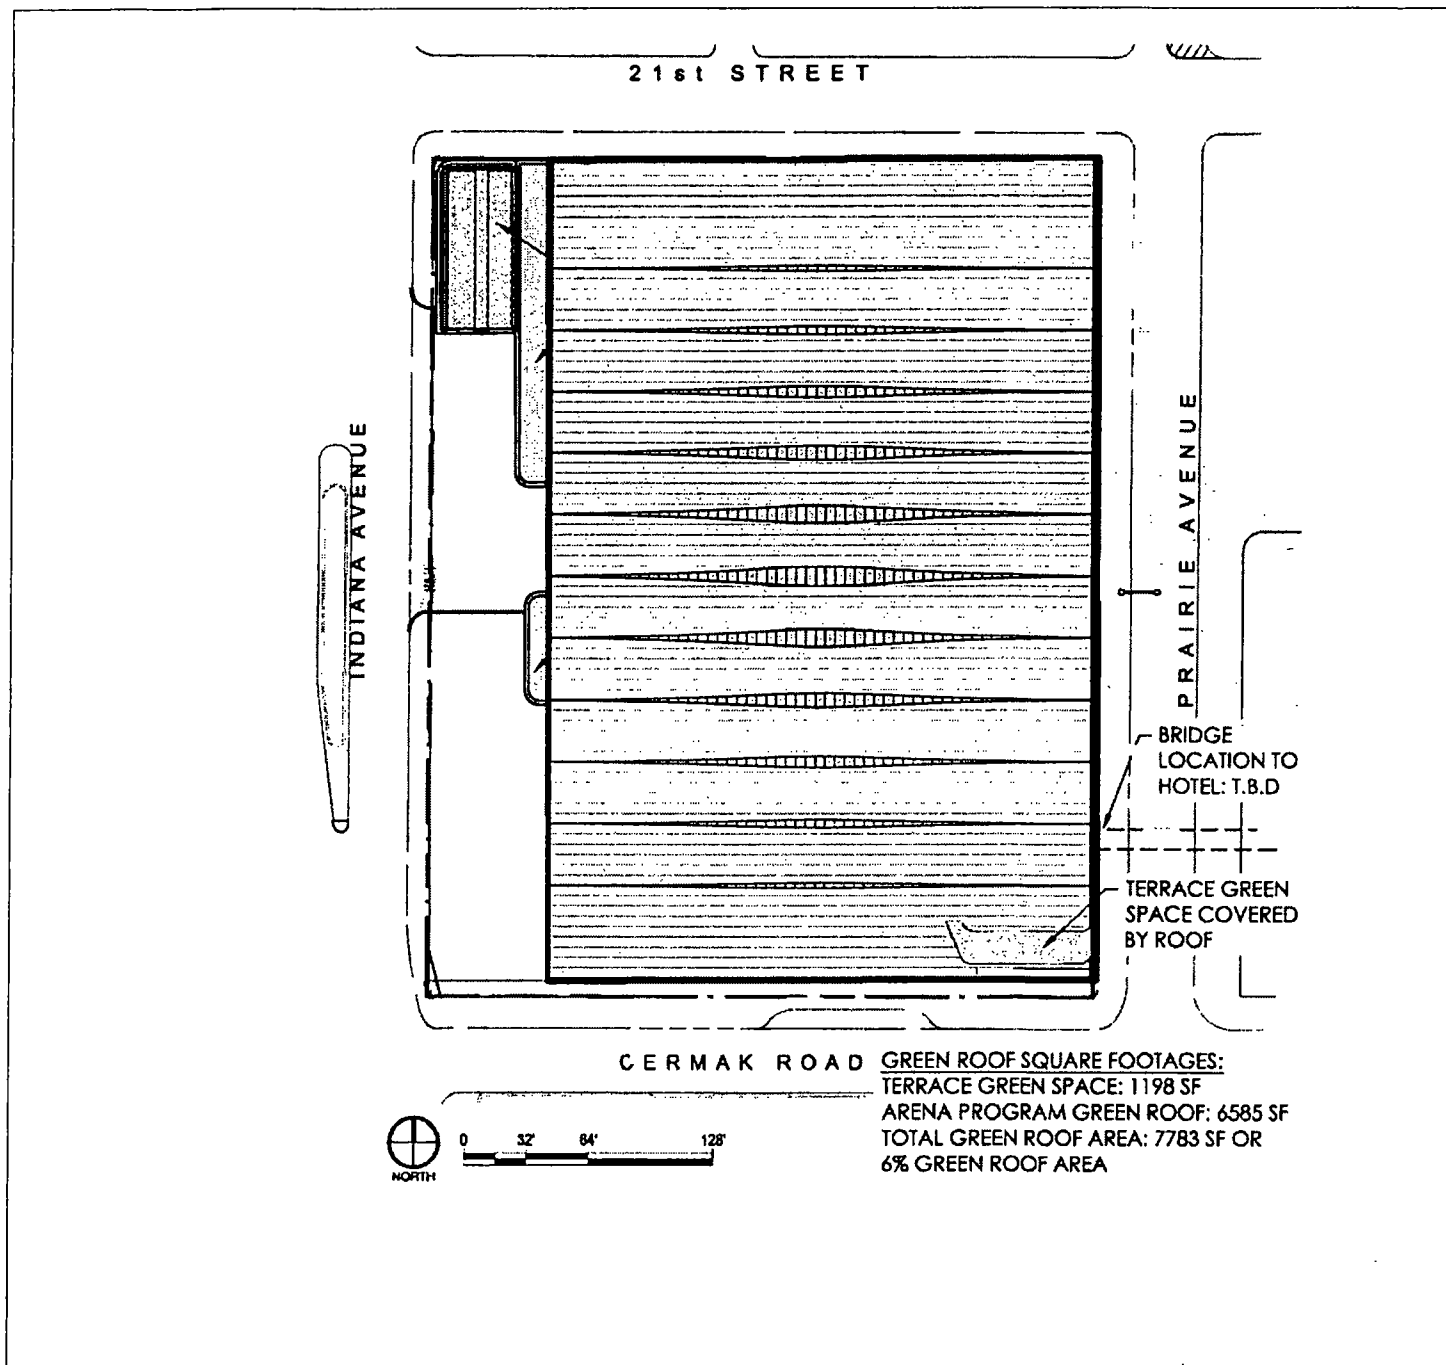 21st STREET
INDIANA AVENUE
PRAIRIE AVENUE
BRIDGE
LOCATION TO
HOTEL: T.B.D
TERRACE GREEN
SPACE COVERED
BY ROOF
CERMAK ROAD
GREEN ROOF SQUARE FOOTAGES:
TERRACE GREEN SPACE: 1198 SF
ARENA PROGRAM GREEN ROOF: 6585 SF
TOTAL GREEN ROOF AREA: 7783 SF OR
6% GREEN ROOF AREA
0 32' 64' 128'
NORTH